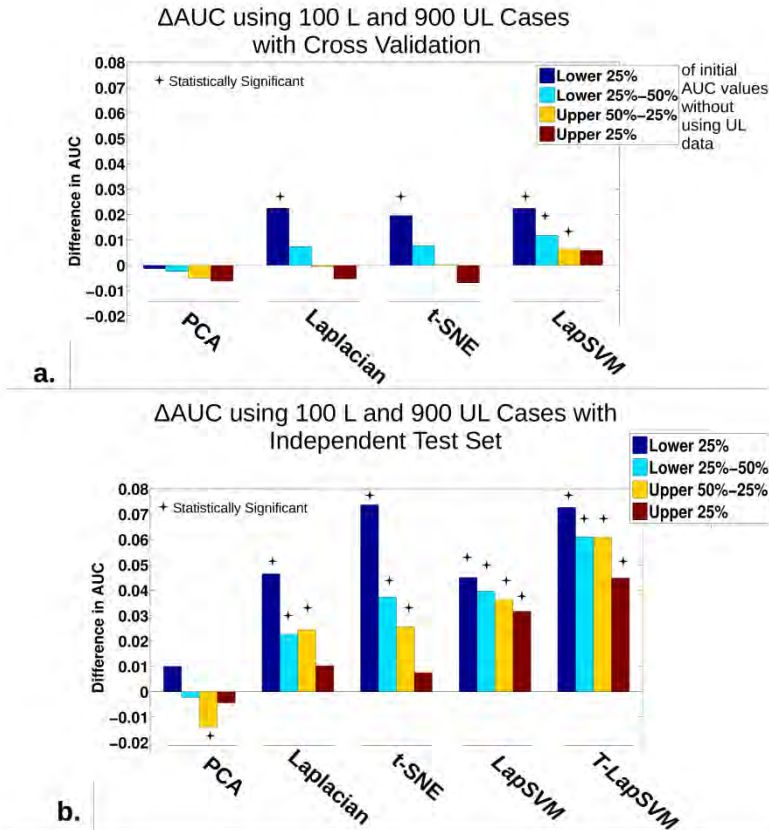 ΔAUC using 100 L and 900 UL Cases
with Cross Validation
0.08
0.07
0.06
0.05
0.04
0.03
0.02
0.01
0
−0.01
−0.02
Difference in AUC
Statistically Significant
Lower 25%
Lower 25%−50%
Upper 50%−25%
Upper 25%
of initial
AUC values
without
using UL
data
PCA
Laplacian
t-SNE
LapSVM
a.
ΔAUC using 100 L and 900 UL Cases with
Independent Test Set
0.08
0.07
0.06
0.05
0.04
0.03
0.02
0.01
0
−0.01
−0.02
Difference in AUC
Statistically Significant
Lower 25%
Lower 25%−50%
Upper 50%−25%
Upper 25%
PCA
Laplacian
t-SNE
LapSVM
T-LapSVM
b.